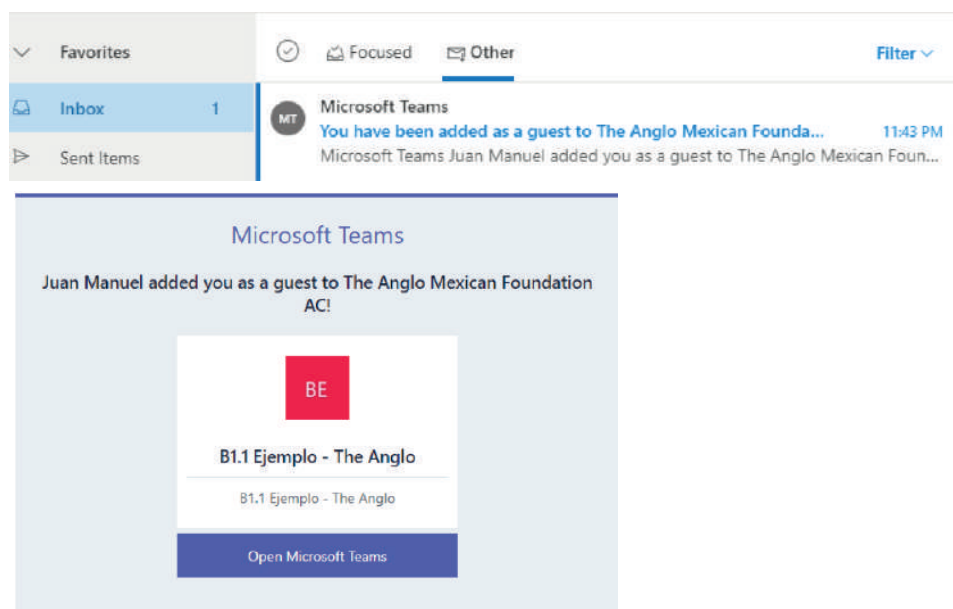 Favorites
Focused
Other
Filter
Inbox 1
MT
Microsoft Teams
You have been added as a guest to The Anglo Mexican Founda... 11:43 PM
Sent Items
Microsoft Teams Juan Manuel added you as a guest to The Anglo Mexican Foun...
Microsoft Teams
Juan Manuel added you as a guest to The Anglo Mexican Foundation
AC!
BE
B1.1 Ejemplo - The Anglo
B1.1 Ejemplo - The Anglo
Open Microsoft Teams